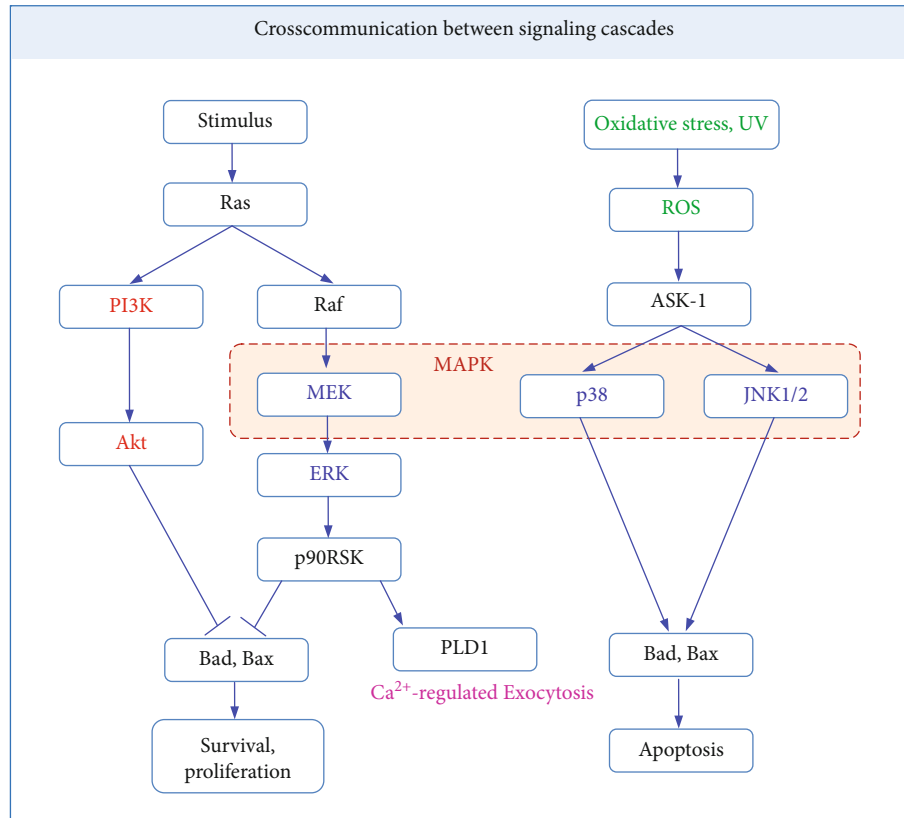 Crosscommunication between signaling cascades
Stimulus
Ras
PI3K
Raf
MAPK
MEK
Akt
ERK
p90RSK
Bad, Bax
PLD1
Ca²⁺-regulated Exocytosis
Survival,
proliferation
Oxidative stress, UV
ROS
ASK-1
p38
JNK1/2
Bad, Bax
Apoptosis